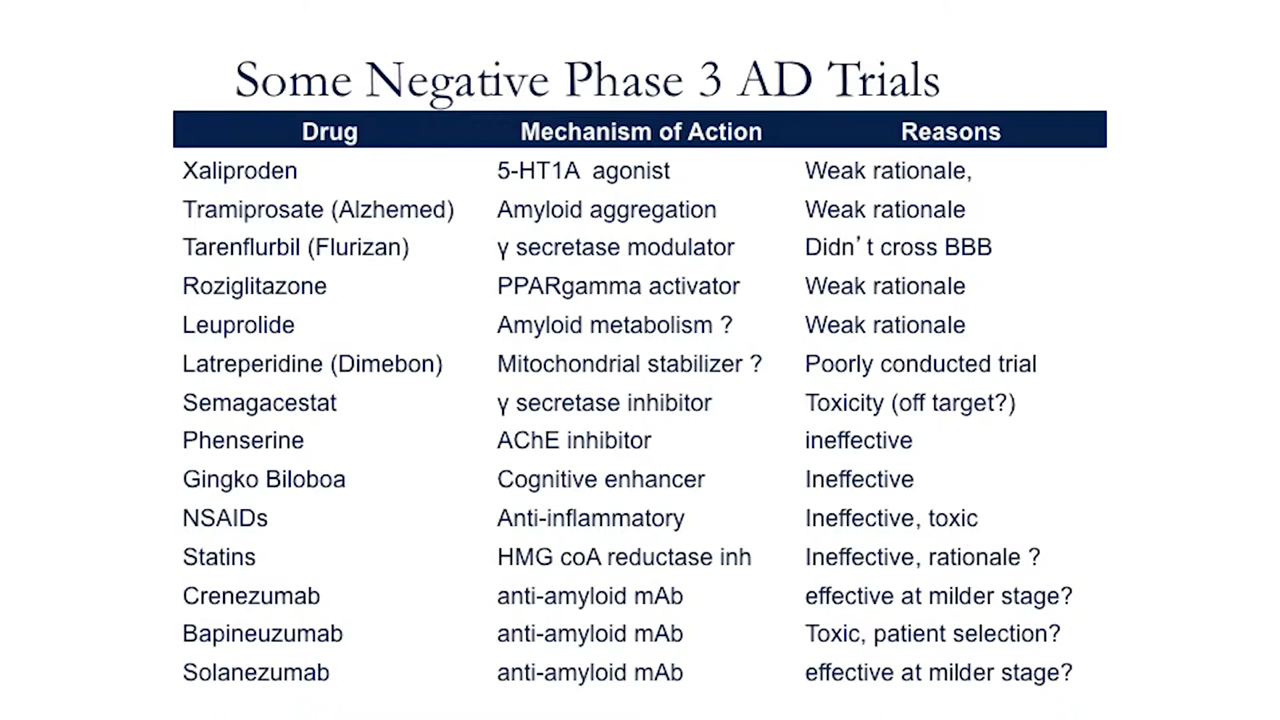 Some Negative Phase 3 AD Trials
Drug Mechanism of Action Reasons
Xaliproden 5-HT1A agonist Weak rationale,
Tramiprosate (Alzhemed) Amyloid aggregation Weak rationale
Tarenflurbil (Flurizan) γ secretase modulator Didn’t cross BBB
Roziglitazone PPARgamma activator Weak rationale
Leuprolide Amyloid metabolism ? Weak rationale
Latreperidine (Dimebon) Mitochondrial stabilizer ? Poorly conducted trial
Semagacestat γ secretase inhibitor Toxicity (off target?)
Phenserine AChE inhibitor ineffective
Gingko Biloboa Cognitive enhancer Ineffective
NSAIDs Anti-inflammatory Ineffective, toxic
Statins HMG coA reductase inh Ineffective, rationale ?
Crenezumab anti-amyloid mAb effective at milder stage?
Bapineuzumab anti-amyloid mAb Toxic, patient selection?
Solanezumab anti-amyloid mAb effective at milder stage?